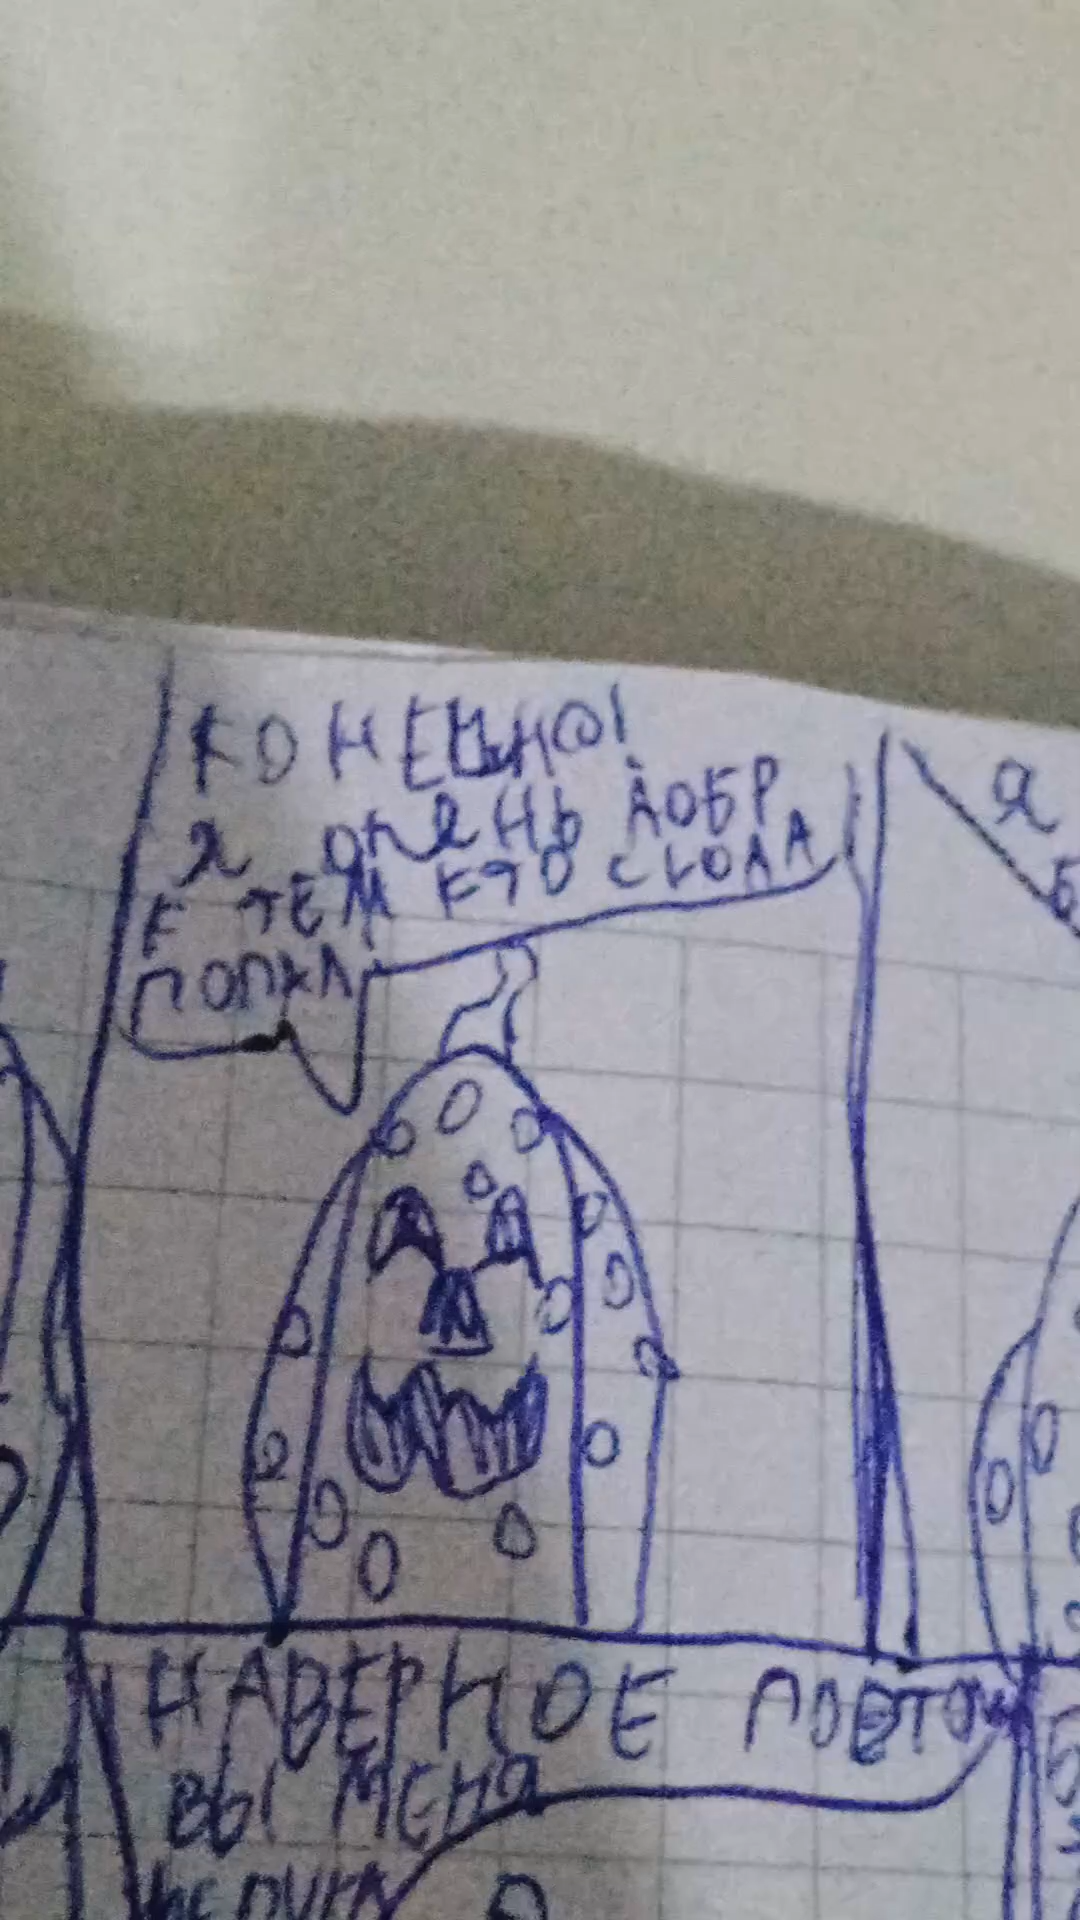 КОНЕЧНО!
Я ОЧЕНЬ ДОБР
К ТЕМ КТО СЮДА
ПОПАЛ
Я
НАВЕРНОЕ ПОЭТОМ
ВЫ МЕНЯ